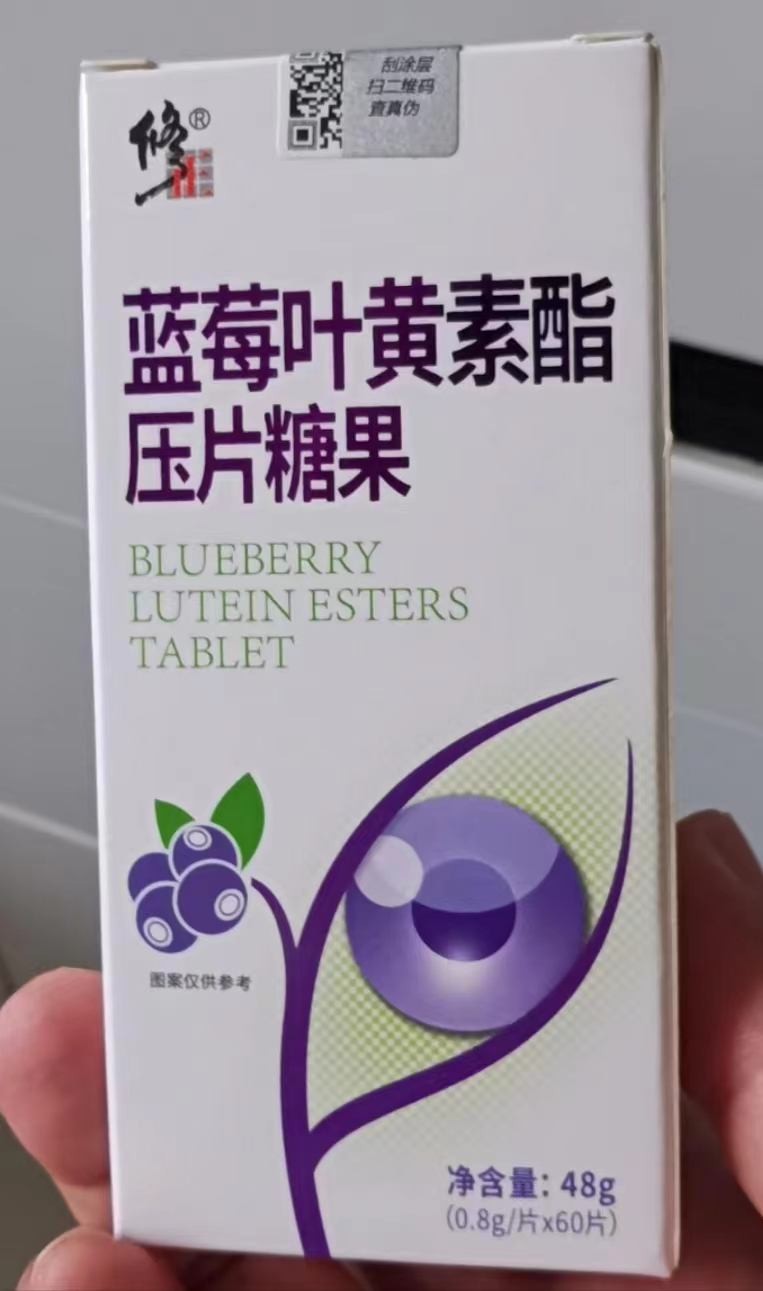 刮涂层
扫二维码
查真伪
修正®
蓝莓叶黄素酯
压片糖果
BLUEBERRY
LUTEIN ESTERS
TABLET
图案仅供参考
净含量：48g
(0.8g/片x60片)